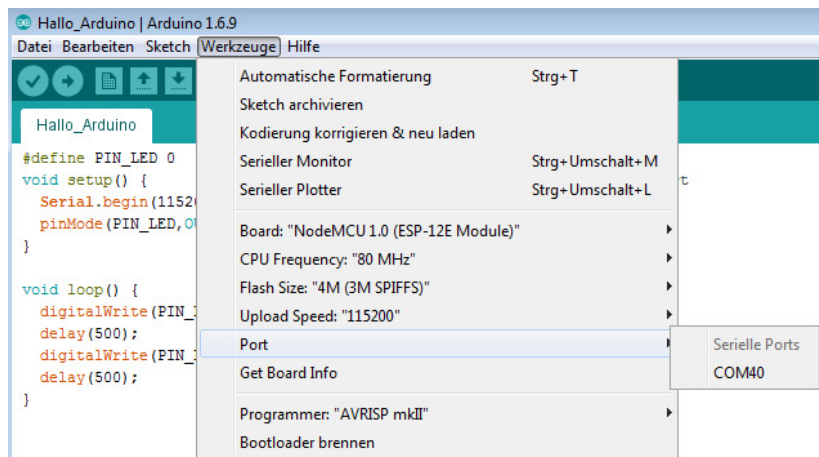 Hallo_Arduino | Arduino 1.6.9
Datei Bearbeiten Sketch Werkzeuge Hilfe
Hallo_Arduino
#define PIN_LED 0
void setup() {
Serial.begin(1152
pinMode(PIN_LED,OU
}
void loop() {
digitalWrite(PIN_
delay(500);
digitalWrite(PIN_
delay(500);
}
Automatische Formatierung Strg+T
Sketch archivieren
Kodierung korrigieren & neu laden
Serieller Monitor Strg+Umschalt+M
Serieller Plotter Strg+Umschalt+L
Board: "NodeMCU 1.0 (ESP-12E Module)"
CPU Frequency: "80 MHz"
Flash Size: "4M (3M SPIFFS)"
Upload Speed: "115200"
Port
Get Board Info
Programmer: "AVRISP mkII"
Bootloader brennen
Serielle Ports
COM40